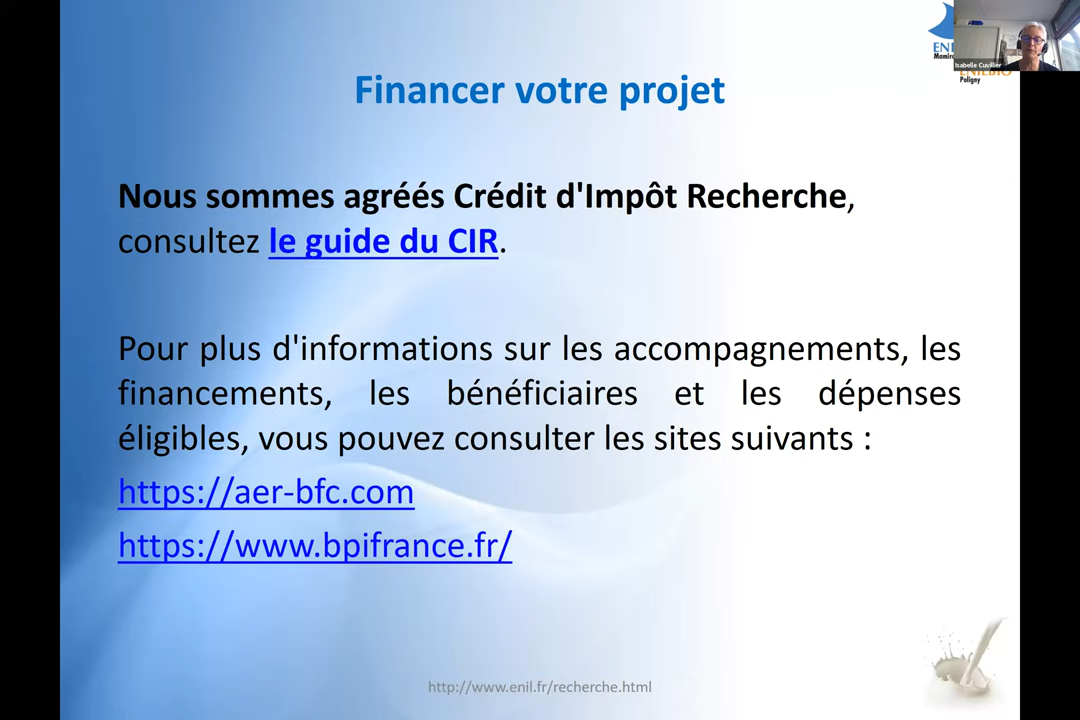 Financer votre projet
Isabelle Cuvillier
Poligny
Nous sommes agréés Crédit d'Impôt Recherche,
consultez le guide du CIR.
Pour plus d'informations sur les accompagnements, les
financements, les bénéficiaires et les dépenses
éligibles, vous pouvez consulter les sites suivants :
https://aer-bfc.com
https://www.bpifrance.fr/
http://www.enil.fr/recherche.html